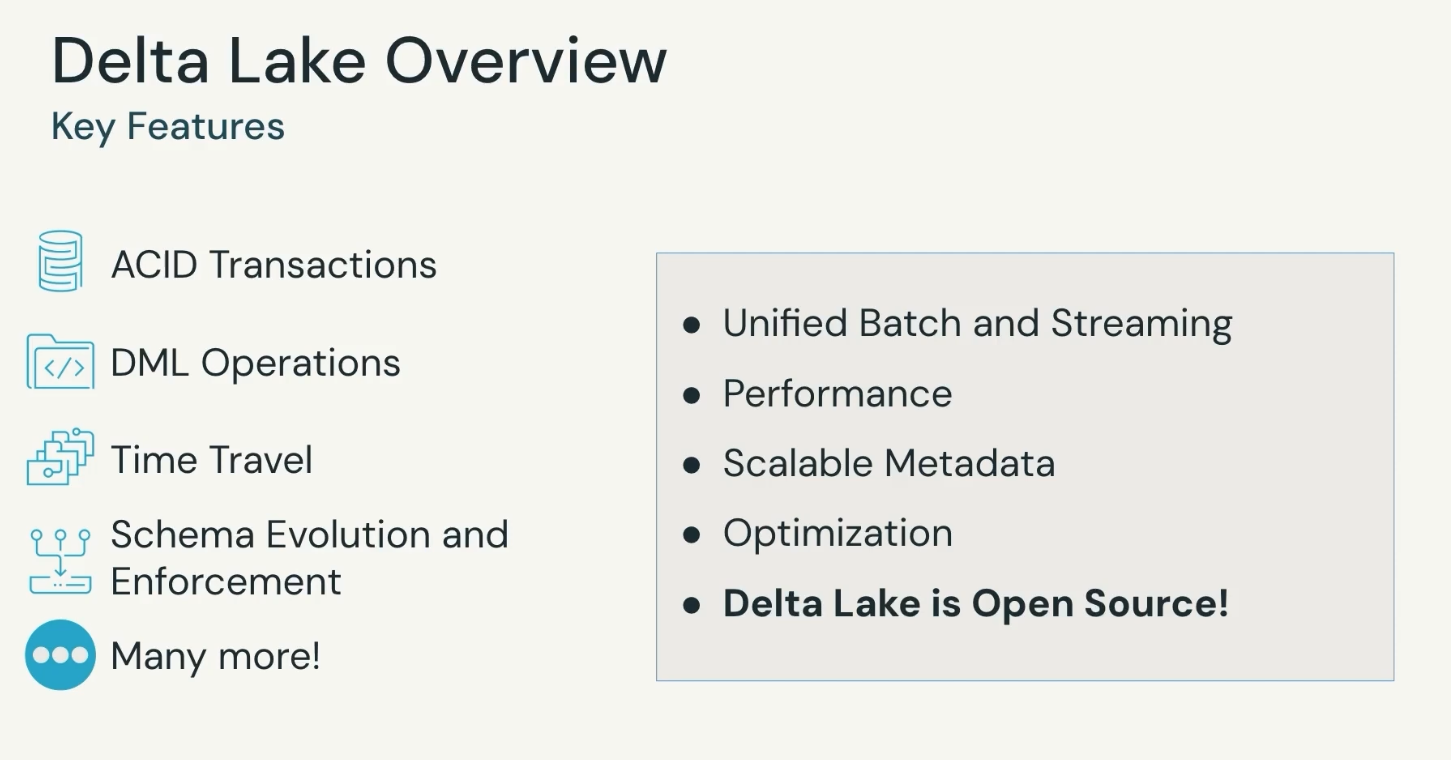 Delta Lake Overview
Key Features
ACID Transactions
DML Operations
Time Travel
Schema Evolution and
Enforcement
Many more!
● Unified Batch and Streaming
● Performance
● Scalable Metadata
● Optimization
● Delta Lake is Open Source!